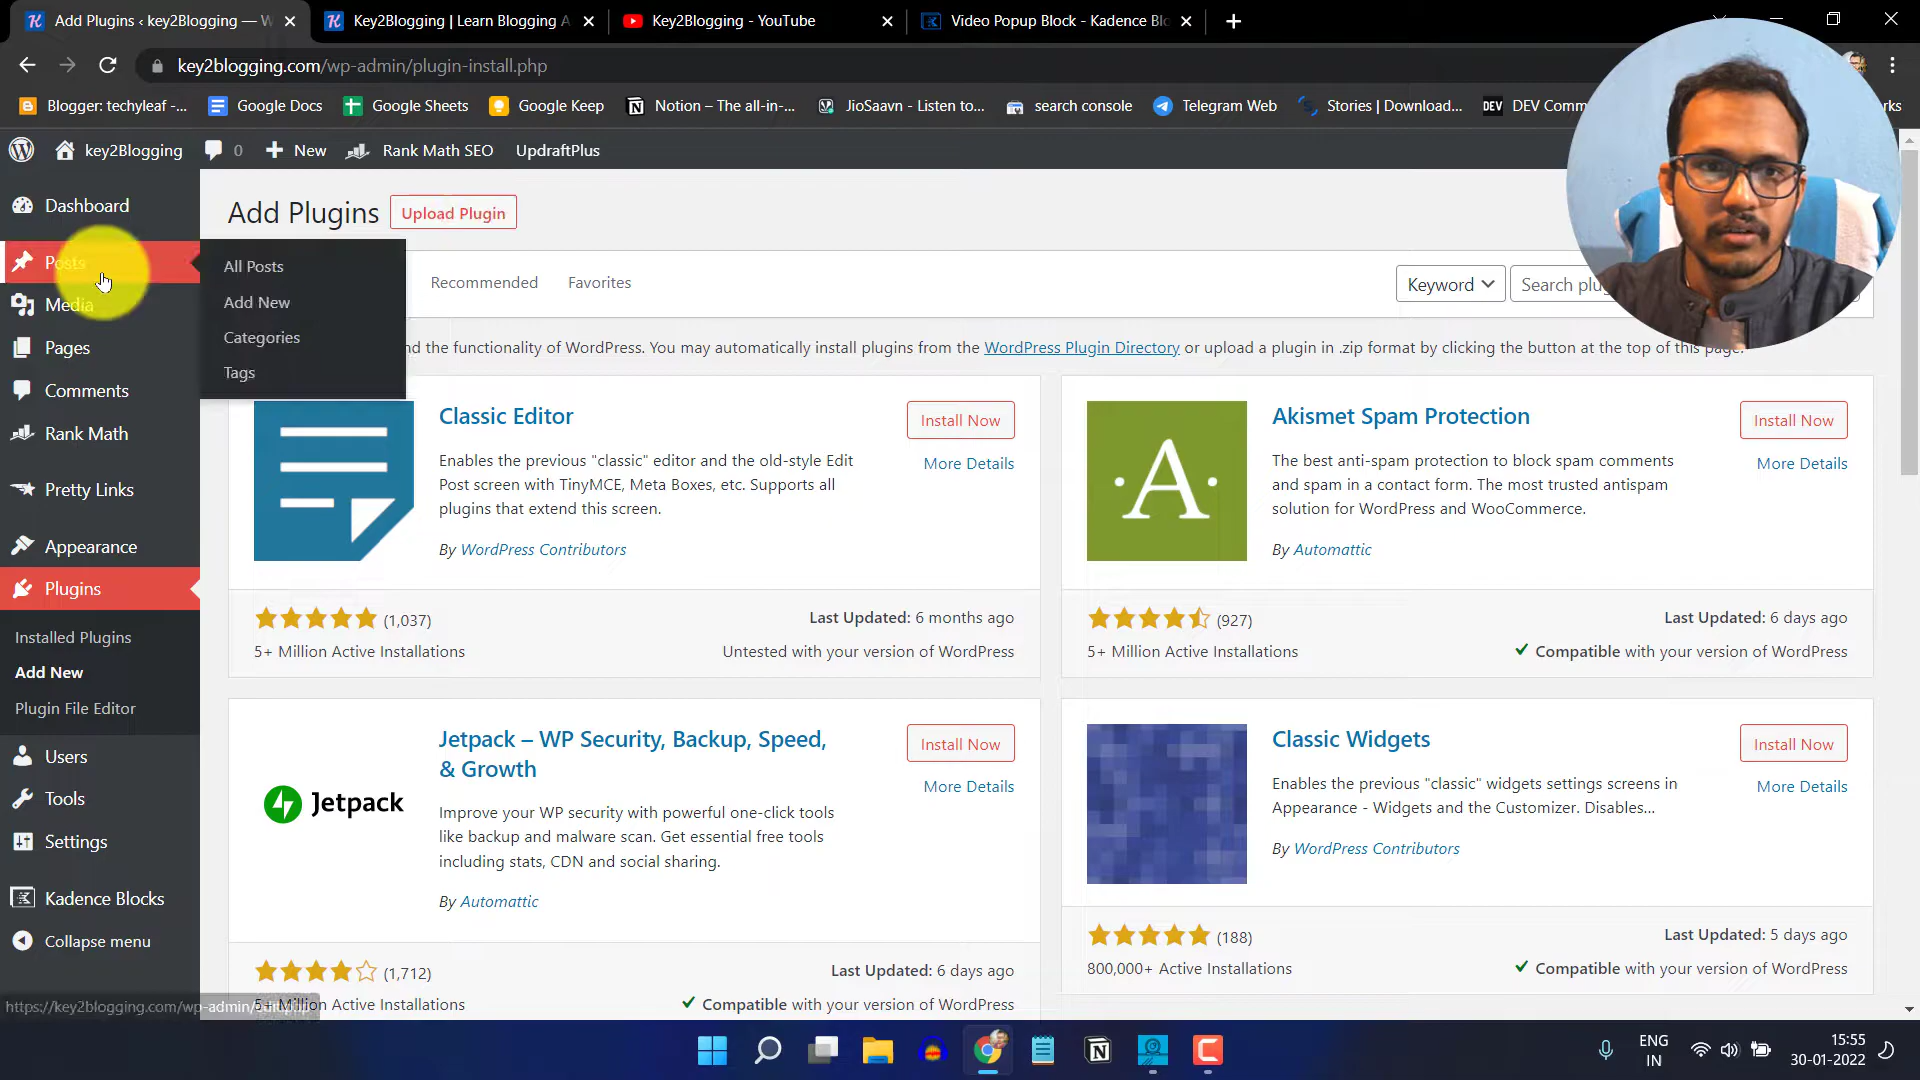 Add Plugins ‹ key2Blogging — W
Key2Blogging | Learn Blogging A
Key2Blogging - YouTube
Video Popup Block - Kadence Blo
key2blogging.com/wp-admin/plugin-install.php
Blogger: techyleaf -...
Google Docs
Google Sheets
Google Keep
Notion – The all-in-...
JioSaavn - Listen to...
search console
Telegram Web
Stories | Download...
DEV
DEV Comm
key2Blogging
0
New
Rank Math SEO
UpdraftPlus
Dashboard
Posts
Media
Pages
Comments
Rank Math
Pretty Links
Appearance
Plugins
Installed Plugins
Add New
Plugin File Editor
Users
Tools
Settings
Kadence Blocks
Collapse menu
All Posts
Add New
Categories
Tags
Add Plugins
Upload Plugin
Recommended
Favorites
Keyword
Search plug
nd the functionality of WordPress. You may automatically install plugins from the WordPress Plugin Directory or upload a plugin in .zip format by clicking the button at the top of this page.
Classic Editor
Install Now
More Details
Enables the previous "classic" editor and the old-style Edit
Post screen with TinyMCE, Meta Boxes, etc. Supports all
plugins that extend this screen.
By WordPress Contributors
(1,037)
Last Updated: 6 months ago
5+ Million Active Installations
Untested with your version of WordPress
A
Akismet Spam Protection
Install Now
More Details
The best anti-spam protection to block spam comments
and spam in a contact form. The most trusted antispam
solution for WordPress and WooCommerce.
By Automattic
(927)
Last Updated: 6 days ago
5+ Million Active Installations
Compatible with your version of WordPress
Jetpack
Jetpack – WP Security, Backup, Speed,
& Growth
Install Now
More Details
Improve your WP security with powerful one-click tools
like backup and malware scan. Get essential free tools
including stats, CDN and social sharing.
By Automattic
(1,712)
Last Updated: 6 days ago
5+ Million Active Installations
Compatible with your version of WordPress
Classic Widgets
Install Now
More Details
Enables the previous "classic" widgets settings screens in
Appearance - Widgets and the Customizer. Disables...
By WordPress Contributors
(188)
Last Updated: 5 days ago
800,000+ Active Installations
Compatible with your version of WordPress
https://key2blogging.com/wp-admin/edit.php
ENG
IN
15:55
30-01-2022